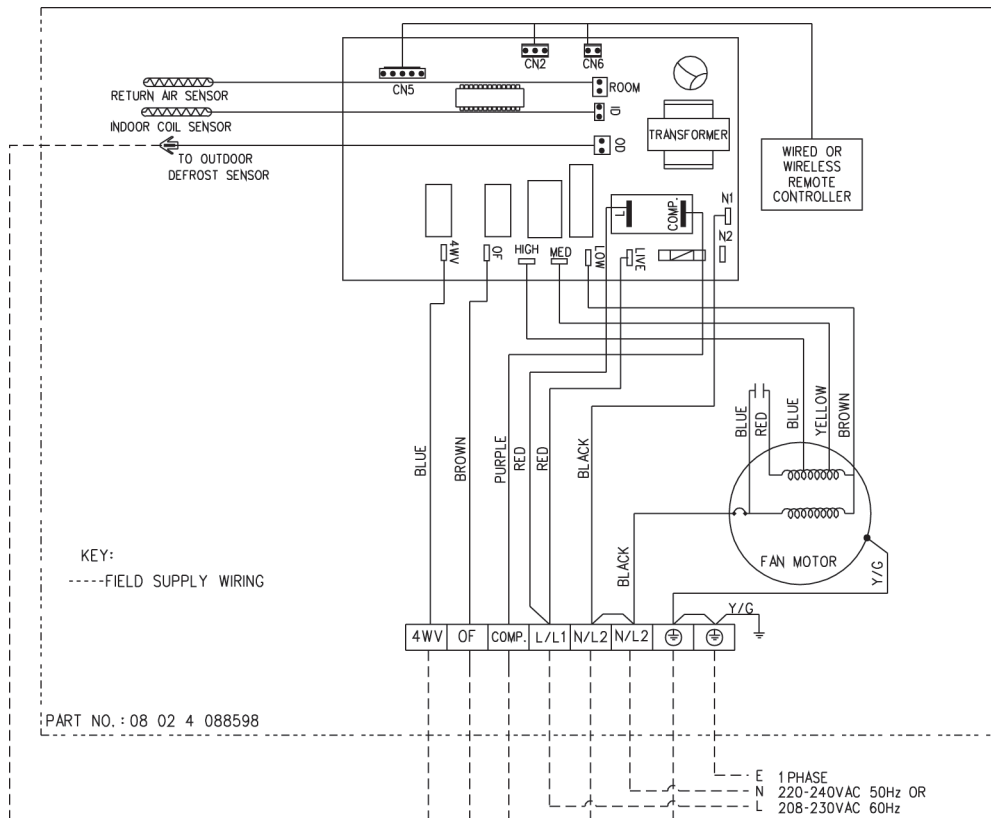 CN2
CN6
CN5
RETURN AIR SENSOR
ROOM
INDOOR COIL SENSOR
ID
TO OUTDOOR
DEFROST SENSOR
OD
TRANSFORMER
WIRED OR
WIRELESS
REMOTE
CONTROLLER
L
COMP.
N1
N2
4WV
OF
HIGH
MED
LOW
LIVE
BLUE
BROWN
PURPLE
RED
RED
BLACK
BLUE
RED
BLUE
YELLOW
BROWN
BLACK
FAN MOTOR
Y/G
KEY:
-----FIELD SUPPLY WIRING
Y/G
4WV
OF
COMP.
L/L1
N/L2
N/L2
PART NO.: 08 02 4 088598
E 1 PHASE
N 220-240VAC 50Hz OR
L 208-230VAC 60Hz